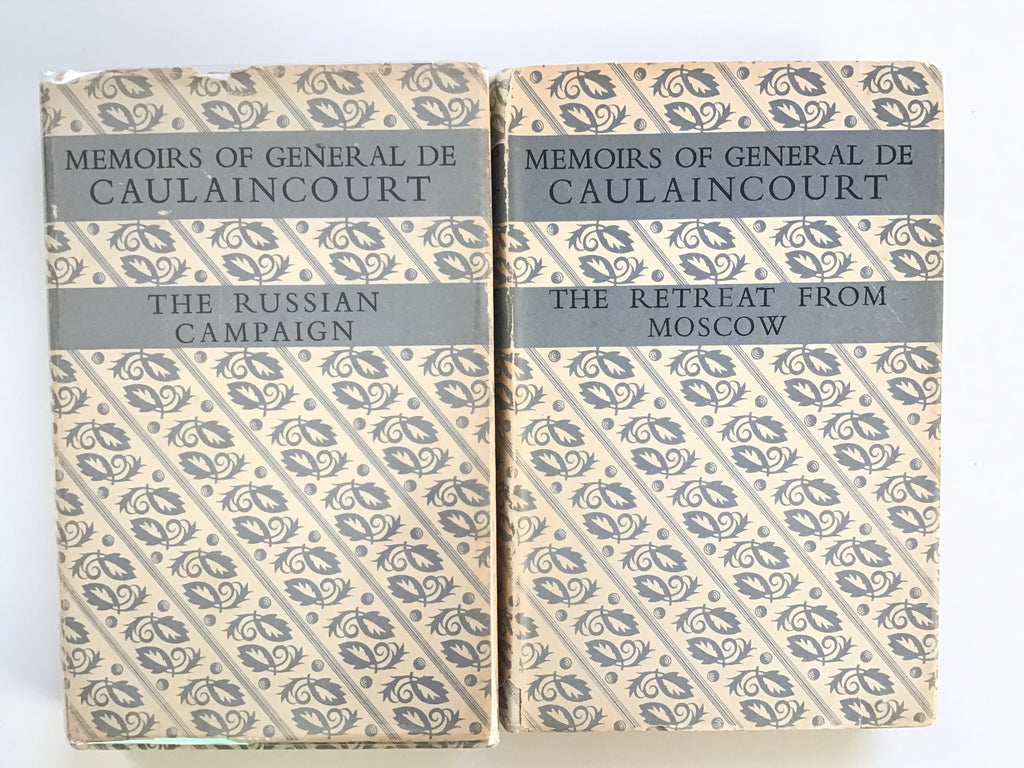 MEMOIRS OF GENERAL DE
CAULAINCOURT
THE RUSSIAN
CAMPAIGN
MEMOIRS OF GENERAL DE
CAULAINCOURT
THE RETREAT FROM
MOSCOW